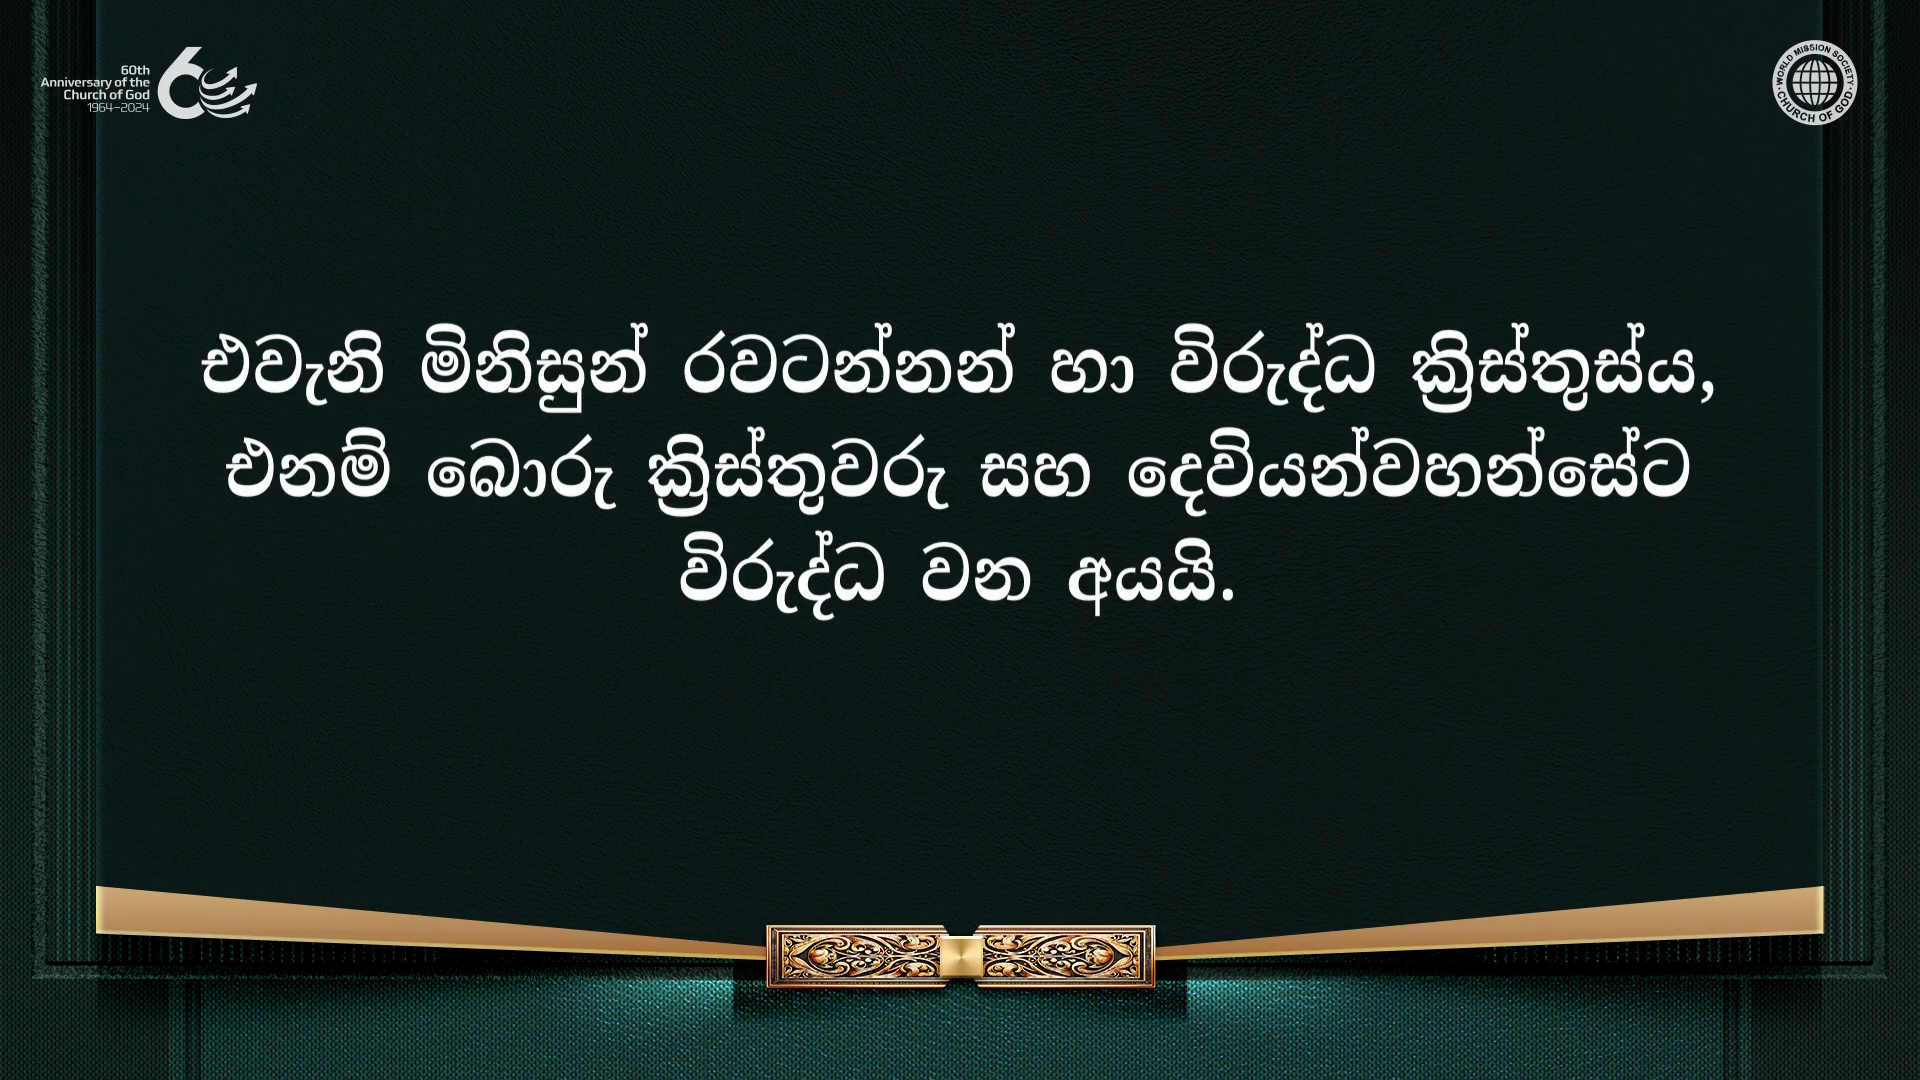 60th
Anniversary of the
Church of God
1964–2024
WORLD MISSION SOCIETY
CHURCH OF GOD
එවැනි මිනිසුන් රවටන්නන් හා විරුද්ධ ක්‍රිස්තුස්ය,
එනම් බොරු ක්‍රිස්තුවරු සහ දෙවියන්වහන්සේට
විරුද්ධ වන අයයි.